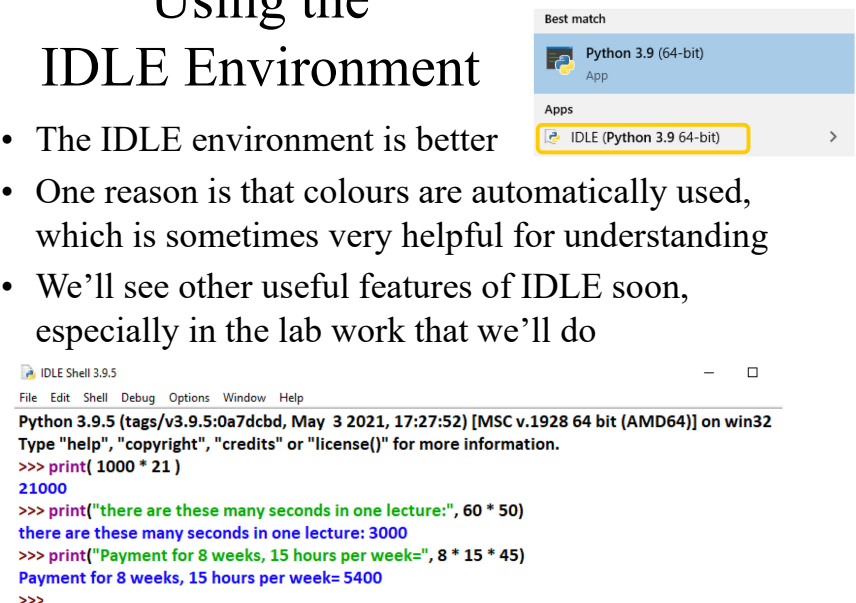 Using the
IDLE Environment
Best match
Python 3.9 (64-bit)
App
Apps
IDLE (Python 3.9 64-bit)
• The IDLE environment is better
• One reason is that colours are automatically used,
which is sometimes very helpful for understanding
• We'll see other useful features of IDLE soon,
especially in the lab work that we'll do
IDLE Shell 3.9.5
File Edit Shell Debug Options Window Help
Python 3.9.5 (tags/v3.9.5:0a7dcbd, May  3 2021, 17:27:52) [MSC v.1928 64 bit (AMD64)] on win32
Type "help", "copyright", "credits" or "license()" for more information.
>>> print( 1000 * 21 )
21000
>>> print("there are these many seconds in one lecture:", 60 * 50)
there are these many seconds in one lecture: 3000
>>> print("Payment for 8 weeks, 15 hours per week=", 8 * 15 * 45)
Payment for 8 weeks, 15 hours per week= 5400
>>>